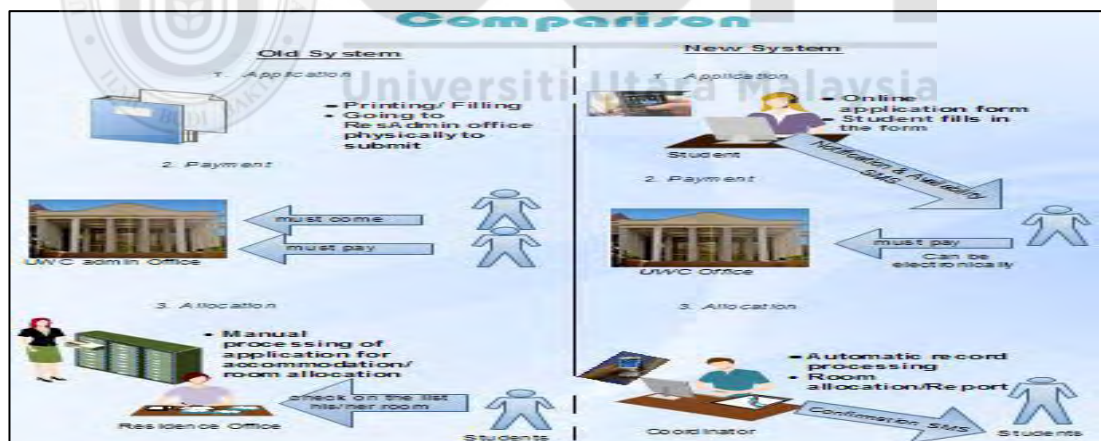 Comparison
Old System
1. Application
• Printing/ Filling
• Going to
ResAdmin office
physically to
submit
2. Payment
must come
must pay
UWC admin Office
3. Allocation
• Manual
processing of
application for
accommodation/
room allocation
check on the list
his/her room
Residence Office
Students
New System
1. Application
• Online
application form
• Student fills in
the form
Student
Notification & Availability
SMS
2. Payment
must pay
Can be
electronically
UWC Office
3. Allocation
• Automatic record
processing
• Room
allocation/Report
Confirmation SMS
Coordinator
Students
Universiti Utara Malaysia